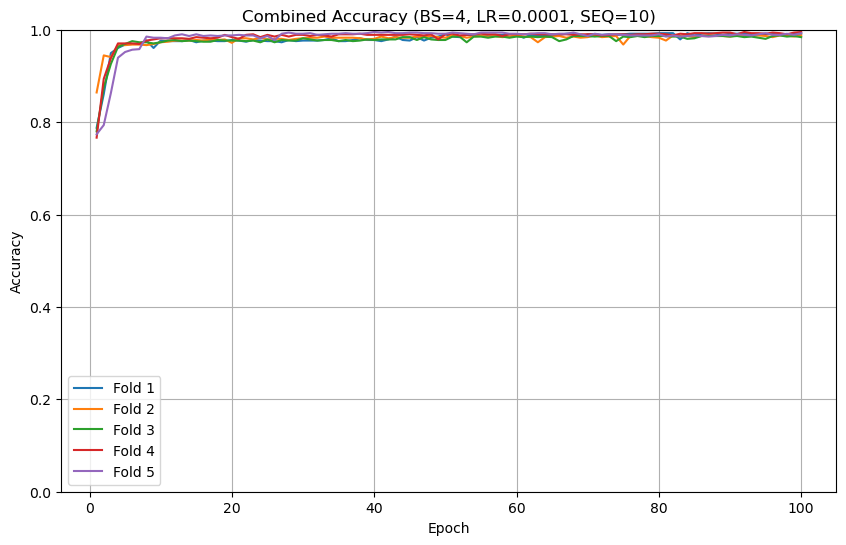 Combined Accuracy (BS=4, LR=0.0001, SEQ=10)
1.0
0.8
0.6
0.4
0.2
0.0
Accuracy
Fold 1
Fold 2
Fold 3
Fold 4
Fold 5
0 20 40 60 80 100
Epoch